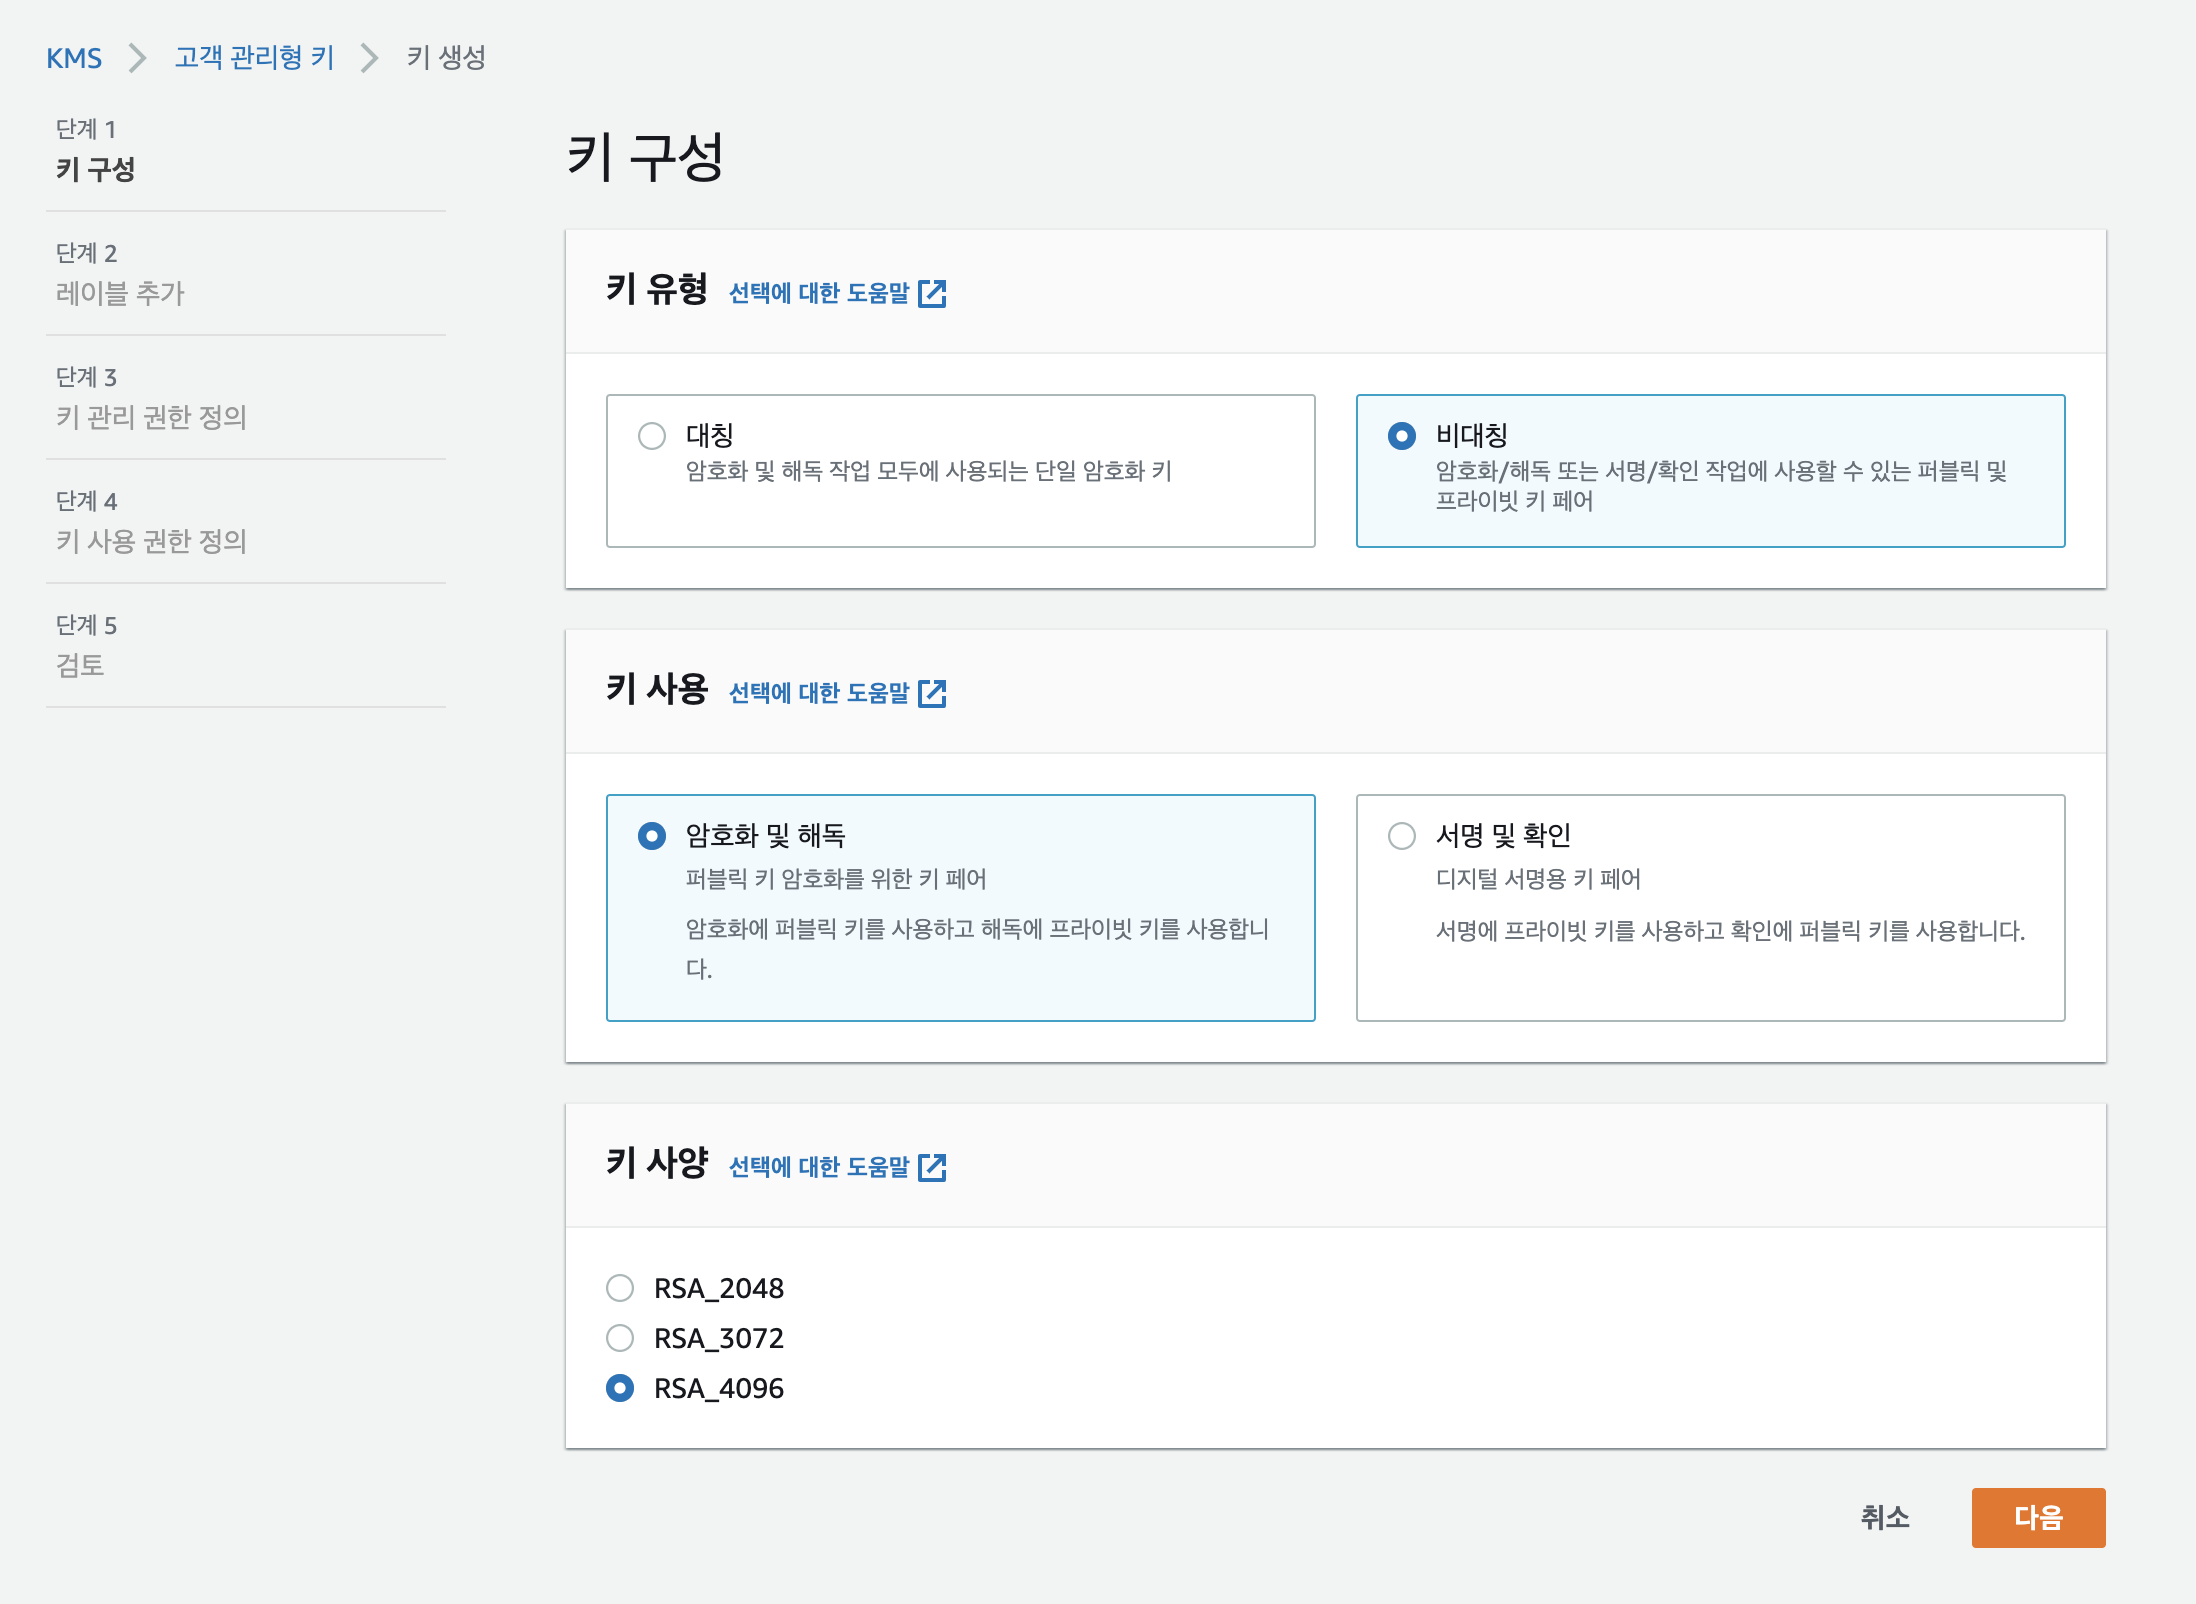 KMS
고객 관리형 키
키 생성
단계 1
키 구성
단계 2
레이블 추가
단계 3
키 관리 권한 정의
단계 4
키 사용 권한 정의
단계 5
검토
키 구성
키 유형 선택에 대한 도움말
대칭
암호화 및 해독 작업 모두에 사용되는 단일 암호화 키
비대칭
암호화/해독 또는 서명/확인 작업에 사용할 수 있는 퍼블릭 및
프라이빗 키 페어
키 사용 선택에 대한 도움말
암호화 및 해독
퍼블릭 키 암호화를 위한 키 페어
암호화에 퍼블릭 키를 사용하고 해독에 프라이빗 키를 사용합니
다.
서명 및 확인
디지털 서명용 키 페어
서명에 프라이빗 키를 사용하고 확인에 퍼블릭 키를 사용합니다.
키 사양 선택에 대한 도움말
RSA_2048
RSA_3072
RSA_4096
취소
다음